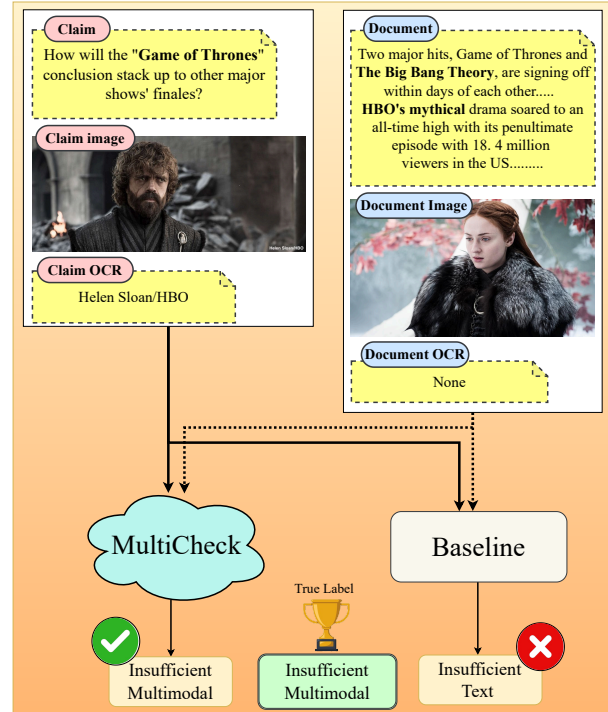 Claim
How will the "Game of Thrones"
conclusion stack up to other major
shows' finales?
Claim image
Helen Sloan/HBO
Claim OCR
Helen Sloan/HBO
Document
Two major hits, Game of Thrones and
The Big Bang Theory, are signing off
within days of each other.....
HBO's mythical drama soared to an
all-time high with its penultimate
episode with 18. 4 million
viewers in the US.........
Document Image
Document OCR
None
MultiCheck
Baseline
True Label
Insufficient
Multimodal
Insufficient
Multimodal
Insufficient
Text